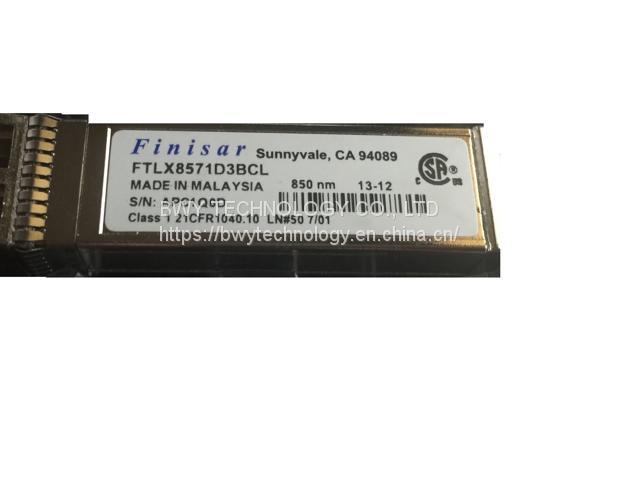 Finisar Sunnyvale, CA 94089
FTLX8571D3BCL
MADE IN MALAYSIA 850 nm 13-12
S/N:
BWY TECHNOLOGY CO., LTD
Class 1 21CFR1040.10 LN#50 7/01
https://bwytechnology.en.china.cn/
CSA